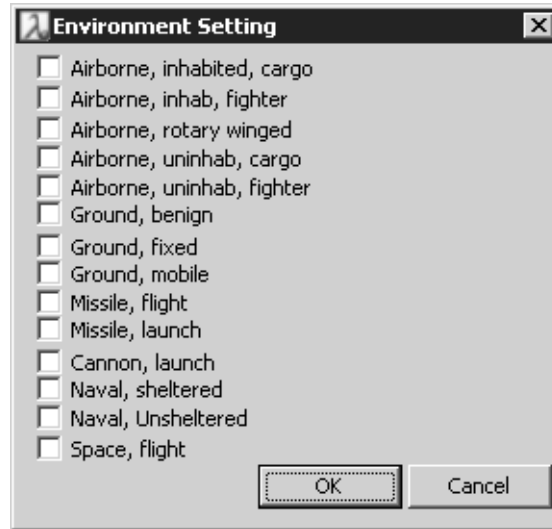 λ Environment Setting
Airborne, inhabited, cargo
Airborne, inhab, fighter
Airborne, rotary winged
Airborne, uninhab, cargo
Airborne, uninhab, fighter
Ground, benign
Ground, fixed
Ground, mobile
Missile, flight
Missile, launch
Cannon, launch
Naval, sheltered
Naval, Unsheltered
Space, flight
OK Cancel